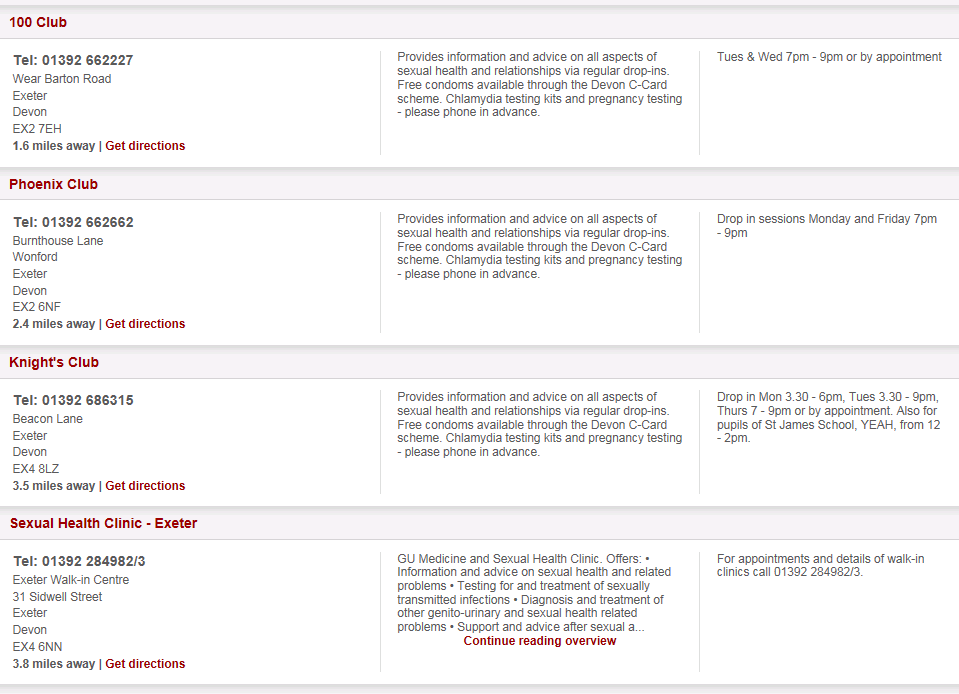 100 Club
Tel: 01392 662227
Wear Barton Road
Exeter
Devon
EX2 7EH
1.6 miles away | Get directions
Provides information and advice on all aspects of
sexual health and relationships via regular drop-ins.
Free condoms available through the Devon C-Card
scheme. Chlamydia testing kits and pregnancy testing
- please phone in advance.
Tues & Wed 7pm - 9pm or by appointment
Phoenix Club
Tel: 01392 662662
Burnthouse Lane
Wonford
Exeter
Devon
EX2 6NF
2.4 miles away | Get directions
Provides information and advice on all aspects of
sexual health and relationships via regular drop-ins.
Free condoms available through the Devon C-Card
scheme. Chlamydia testing kits and pregnancy testing
- please phone in advance.
Drop in sessions Monday and Friday 7pm
- 9pm
Knight's Club
Tel: 01392 686315
Beacon Lane
Exeter
Devon
EX4 8LZ
3.5 miles away | Get directions
Provides information and advice on all aspects of
sexual health and relationships via regular drop-ins.
Free condoms available through the Devon C-Card
scheme. Chlamydia testing kits and pregnancy testing
- please phone in advance.
Drop in Mon 3.30 - 6pm, Tues 3.30 - 9pm,
Thurs 7 - 9pm or by appointment. Also for
pupils of St James School, YEAH, from 12
- 2pm.
Sexual Health Clinic - Exeter
Tel: 01392 284982/3
Exeter Walk-in Centre
31 Sidwell Street
Exeter
Devon
EX4 6NN
3.8 miles away | Get directions
GU Medicine and Sexual Health Clinic. Offers: •
Information and advice on sexual health and related
problems • Testing for and treatment of sexually
transmitted infections • Diagnosis and treatment of
other genito-urinary and sexual health related
problems • Support and advice after sexual a...
Continue reading overview
For appointments and details of walk-in
clinics call 01392 284982/3.